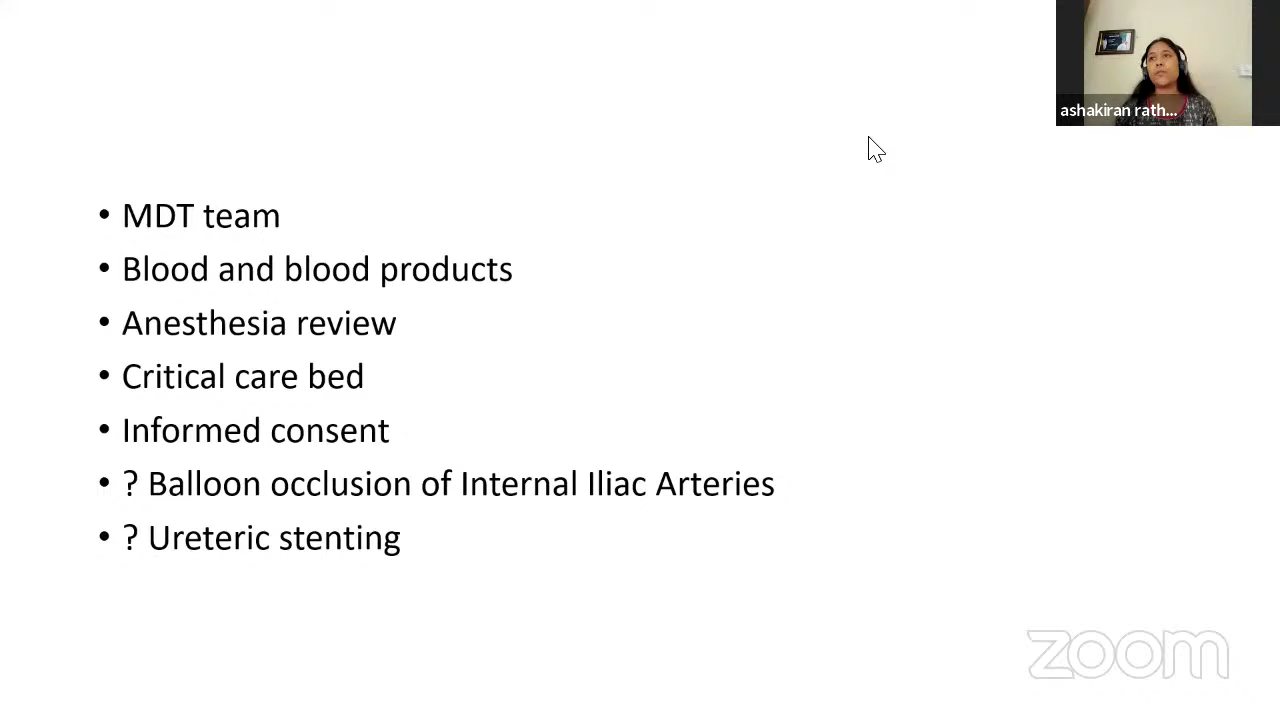 ashakiran rath...
• MDT team
• Blood and blood products
• Anesthesia review
• Critical care bed
• Informed consent
• ? Balloon occlusion of Internal Iliac Arteries
• ? Ureteric stenting
zoom